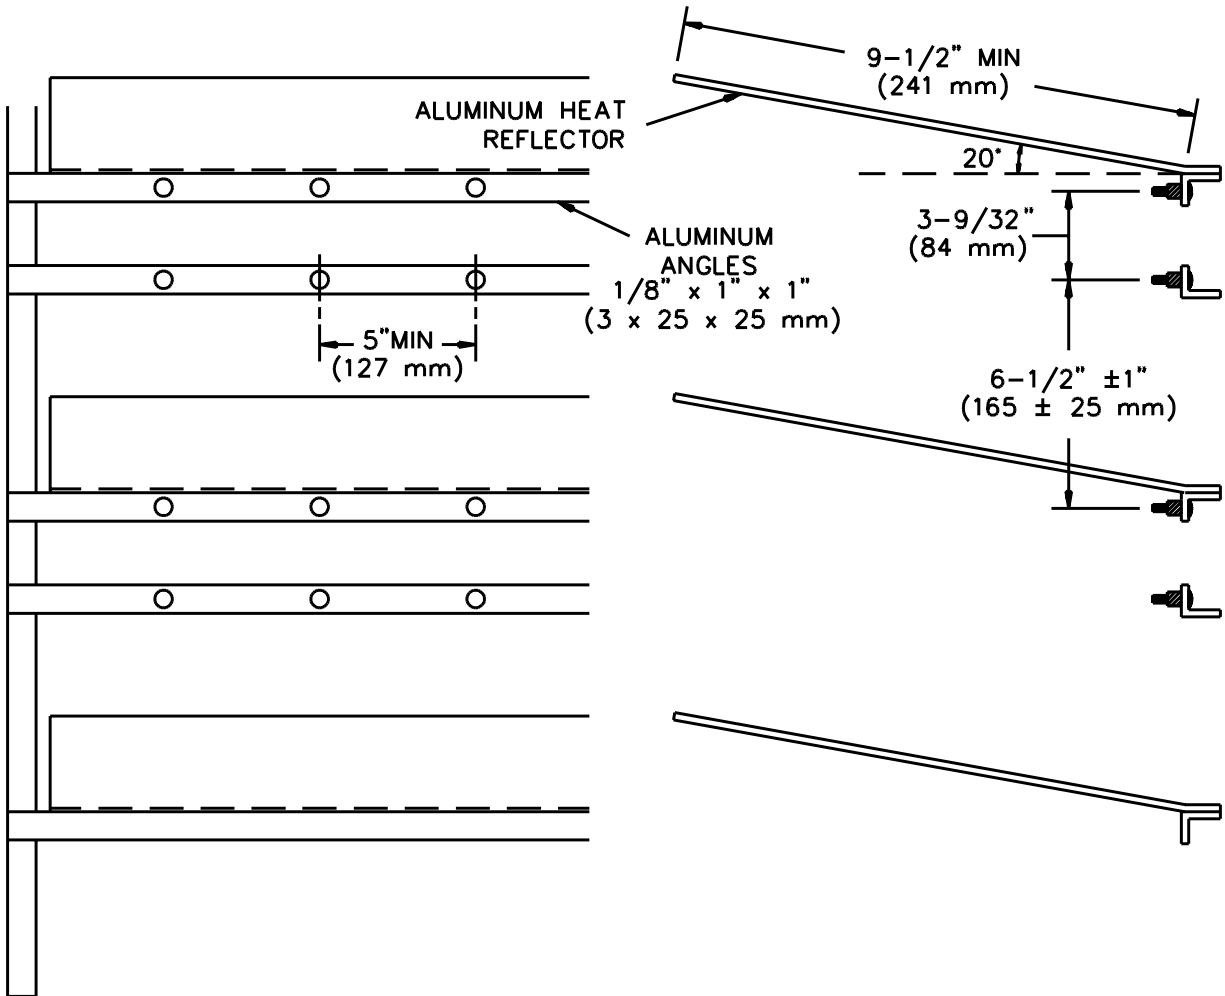 9-1/2" MIN
(241 mm)
ALUMINUM HEAT
REFLECTOR
20°
3-9/32"
(84 mm)
ALUMINUM
ANGLES
1/8" x 1" x 1"
(3 x 25 x 25 mm)
5"MIN
(127 mm)
6-1/2" ±1"
(165 ± 25 mm)